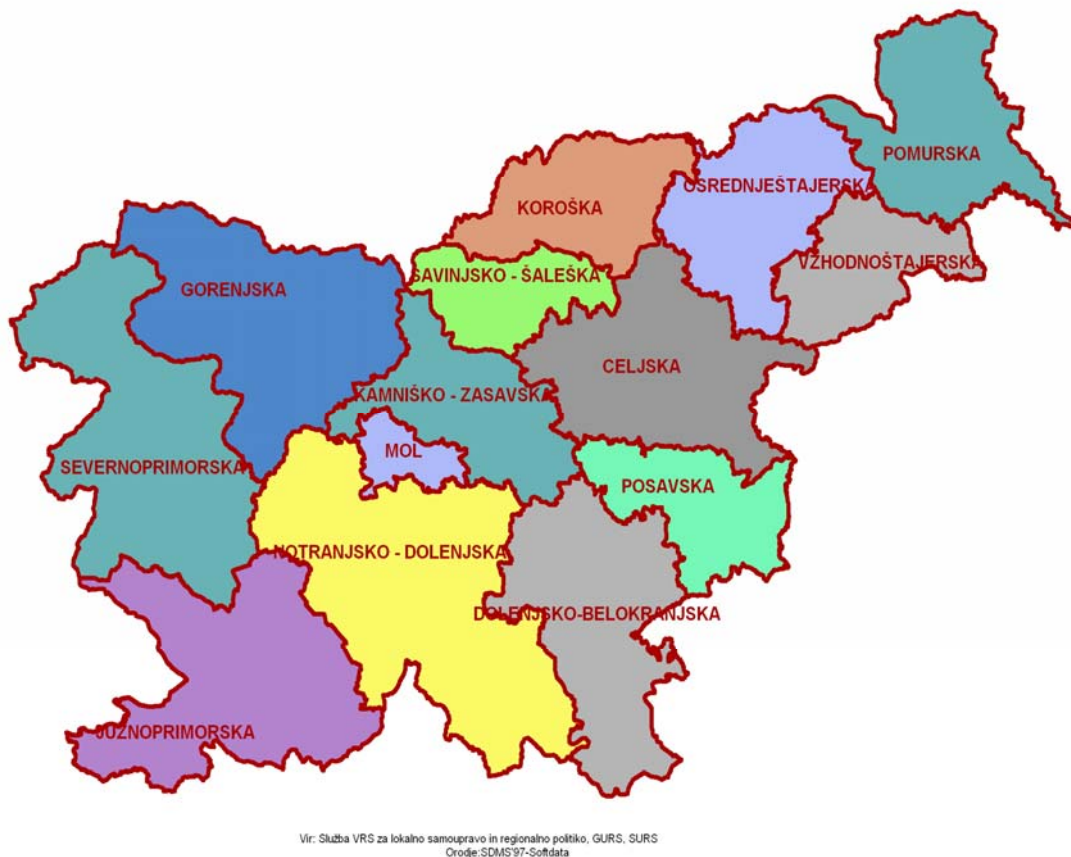 POMURSKA
OSREDNJEŠTAJERSKA
KOROŠKA
VZHODNOŠTAJERSKA
SAVINJSKO - ŠALEŠKA
GORENJSKA
CELJSKA
KAMNIŠKO - ZASAVSKA
MOL
SEVERNOPRIMORSKA
POSAVSKA
NOTRANJSKO - DOLENJSKA
DOLENJSKO-BELOKRANJSKA
JUŽNOPRIMORSKA
Vir: Služba VRS za lokalno samoupravo in regionalno politiko, GURS, SURS
Orodje:SDMS'97-Softdata